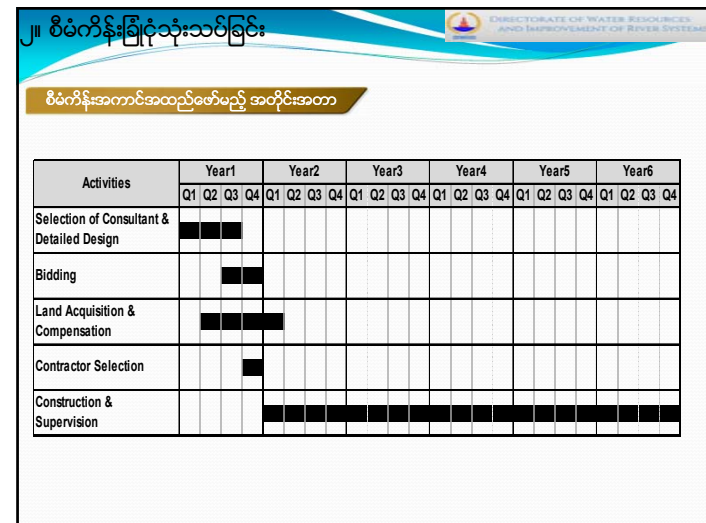 ၂။ စီမံကိန်းခြုံငုံသုံးသပ်ခြင်း
DIRECTORATE OF WATER RESOURCES
AND IMPROVEMENT OF RIVER SYSTEMS
စီမံကိန်းအကောင်အထည်ဖော်မည့် အတိုင်းအတာ
Activities Year1 Year2 Year3 Year4 Year5 Year6
Q1 Q2 Q3 Q4 Q1 Q2 Q3 Q4 Q1 Q2 Q3 Q4 Q1 Q2 Q3 Q4 Q1 Q2 Q3 Q4 Q1 Q2 Q3 Q4
Selection of Consultant &
Detailed Design
Bidding
Land Acquisition &
Compensation
Contractor Selection
Construction &
Supervision